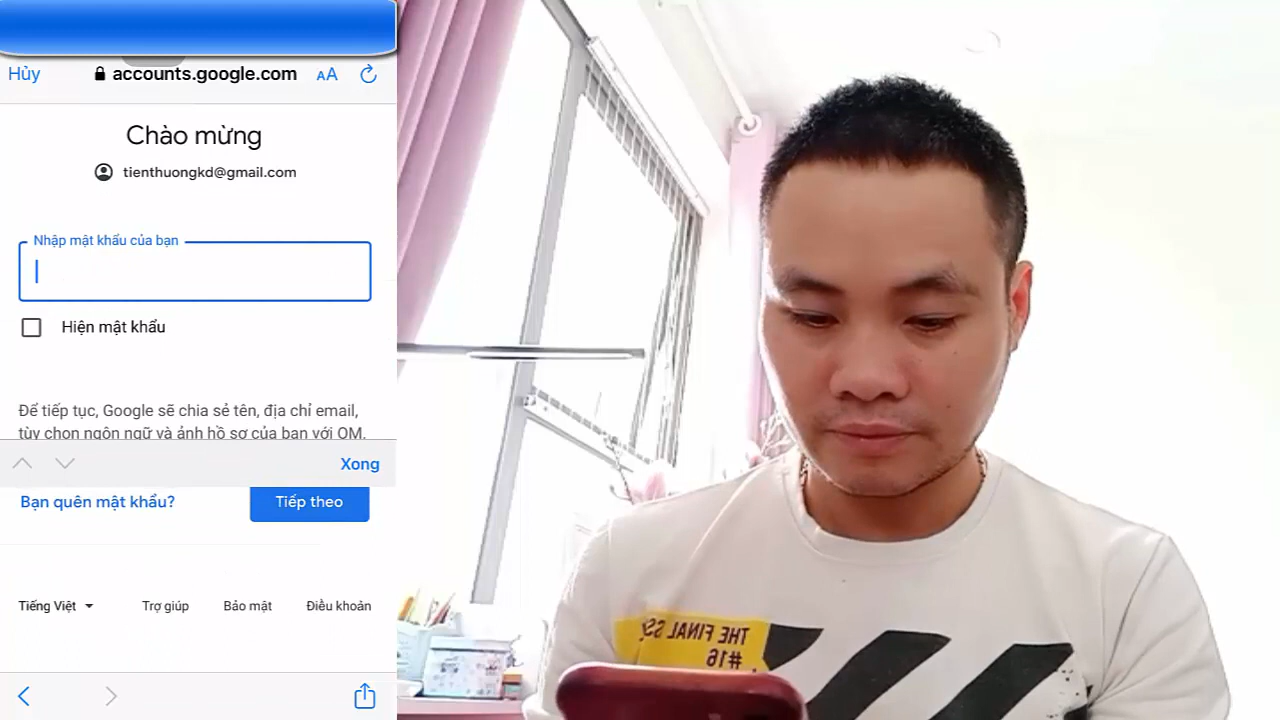 Hủy
accounts.google.com
AA
Chào mừng
tienthuongkd@gmail.com
Nhập mật khẩu của bạn
Hiện mật khẩu
Để tiếp tục, Google sẽ chia sẻ tên, địa chỉ email,
tùy chọn ngôn ngữ và ảnh hồ sơ của bạn với OM.
Xong
Bạn quên mật khẩu?
Tiếp theo
Tiếng Việt
Trợ giúp
Bảo mật
Điều khoản
THE FINAL SS
#16